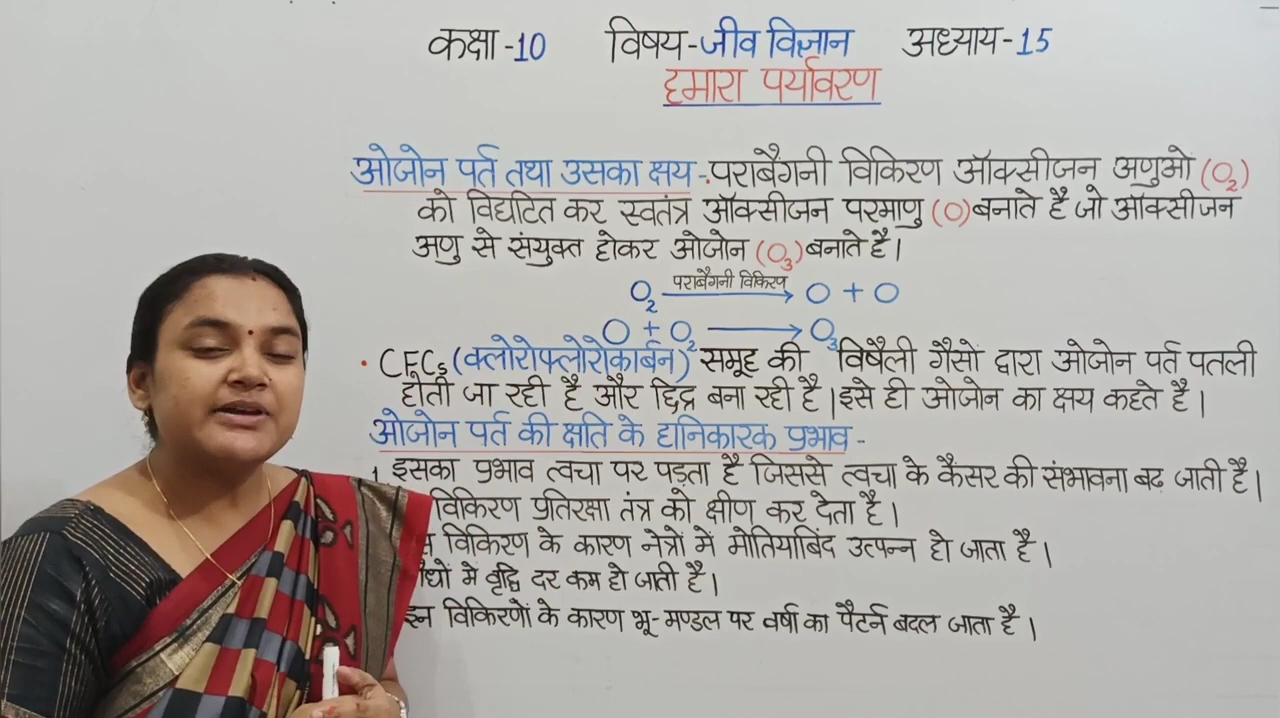 कक्षा -10 विषय-जीव विज्ञान अध्याय-15
हमारा पर्यावरण
ओजोन पर्त तथा उसका क्षय-पराबैंगनी विकिरण ऑक्सीजन अणुओ (O₂)
को विघटित कर स्वतंत्र ऑक्सीजन परमाणु (O) बनाते है जो ऑक्सीजन
अणु से संयुक्त होकर ओजोन (O₃) बनाते है।
O₂ पराबैंगनी विकिरण → O + O
O + O₂ → O₃
• CFCs (क्लोरोफ्लोरोकार्बन) समूह की विषैली गैसों द्वारा ओजोन पर्त पतली
होती जा रही है और छिद्र बना रही है। इसे ही ओजोन का क्षय कहते है।
ओजोन पर्त की क्षति के हानिकारक प्रभाव-
1. इसका प्रभाव त्वचा पर पड़ता है जिससे त्वचा के कैसर की संभावना बढ़ जाती है।
विकिरण प्रतिरक्षा तंत्र को क्षीण कर देता है।
विकिरण के कारण नेत्रों में मोतियाबिंद उत्पन्न हो जाता है।
में वृद्धि दर कम हो जाती है।
इन विकिरणों के कारण भू-मण्डल पर वर्षा का पैटर्न बदल जाता है।